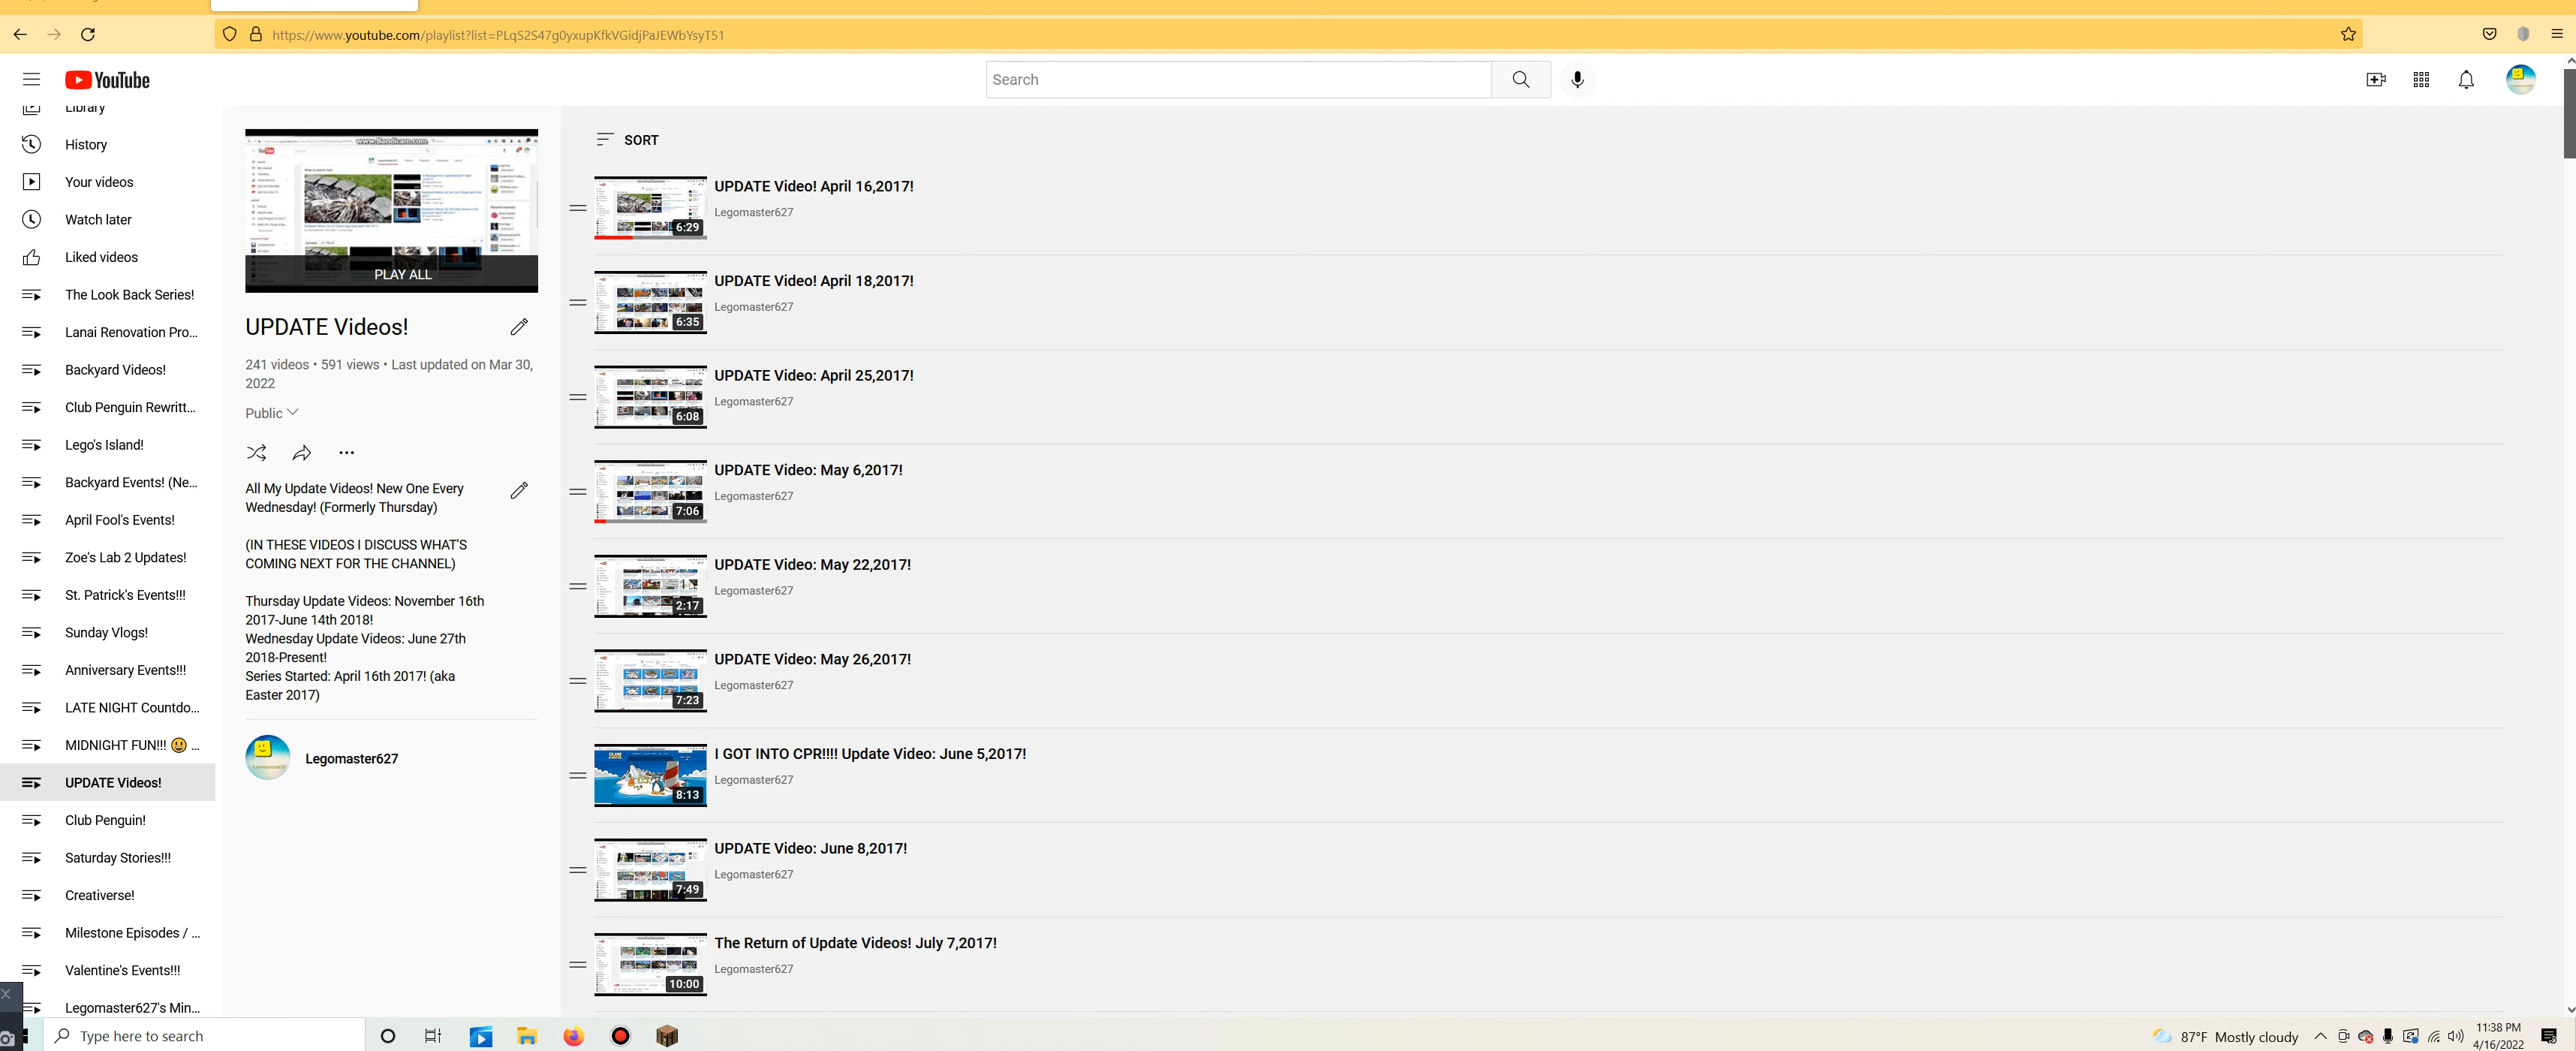 https://www.youtube.com/playlist?list=PLqS2S47g0yxupKfkVGidjPaJEWbYsyT51
YouTube
Search
Library
History
Your videos
Watch later
Liked videos
The Look Back Series!
Lanai Renovation Pro...
Backyard Videos!
Club Penguin Rewritt...
Lego's Island!
Backyard Events! (Ne...
April Fool's Events!
Zoe's Lab 2 Updates!
St. Patrick's Events!!!
Sunday Vlogs!
Anniversary Events!!!
LATE NIGHT Countdo...
MIDNIGHT FUN!!! 😃 ...
UPDATE Videos!
Club Penguin!
Saturday Stories!!!
Creativerse!
Milestone Episodes / ...
Valentine's Events!!!
Legomaster627's Min...
www.Bandicam.com
PLAY ALL
UPDATE Videos!
241 videos • 591 views • Last updated on Mar 30,
2022
Public
All My Update Videos! New One Every
Wednesday! (Formerly Thursday)
(IN THESE VIDEOS I DISCUSS WHAT'S
COMING NEXT FOR THE CHANNEL)
Thursday Update Videos: November 16th
2017-June 14th 2018!
Wednesday Update Videos: June 27th
2018-Present!
Series Started: April 16th 2017! (aka
Easter 2017)
Legomaster627
SORT
UPDATE Video! April 16,2017!
Legomaster627
6:29
UPDATE Video! April 18,2017!
Legomaster627
6:35
UPDATE Video: April 25,2017!
Legomaster627
6:08
UPDATE Video: May 6,2017!
Legomaster627
7:06
UPDATE Video: May 22,2017!
Legomaster627
2:17
UPDATE Video: May 26,2017!
Legomaster627
7:23
I GOT INTO CPR!!!! Update Video: June 5,2017!
Legomaster627
8:13
UPDATE Video: June 8,2017!
Legomaster627
7:49
The Return of Update Videos! July 7,2017!
Legomaster627
10:00
Type here to search
87°F Mostly cloudy
11:38 PM
4/16/2022